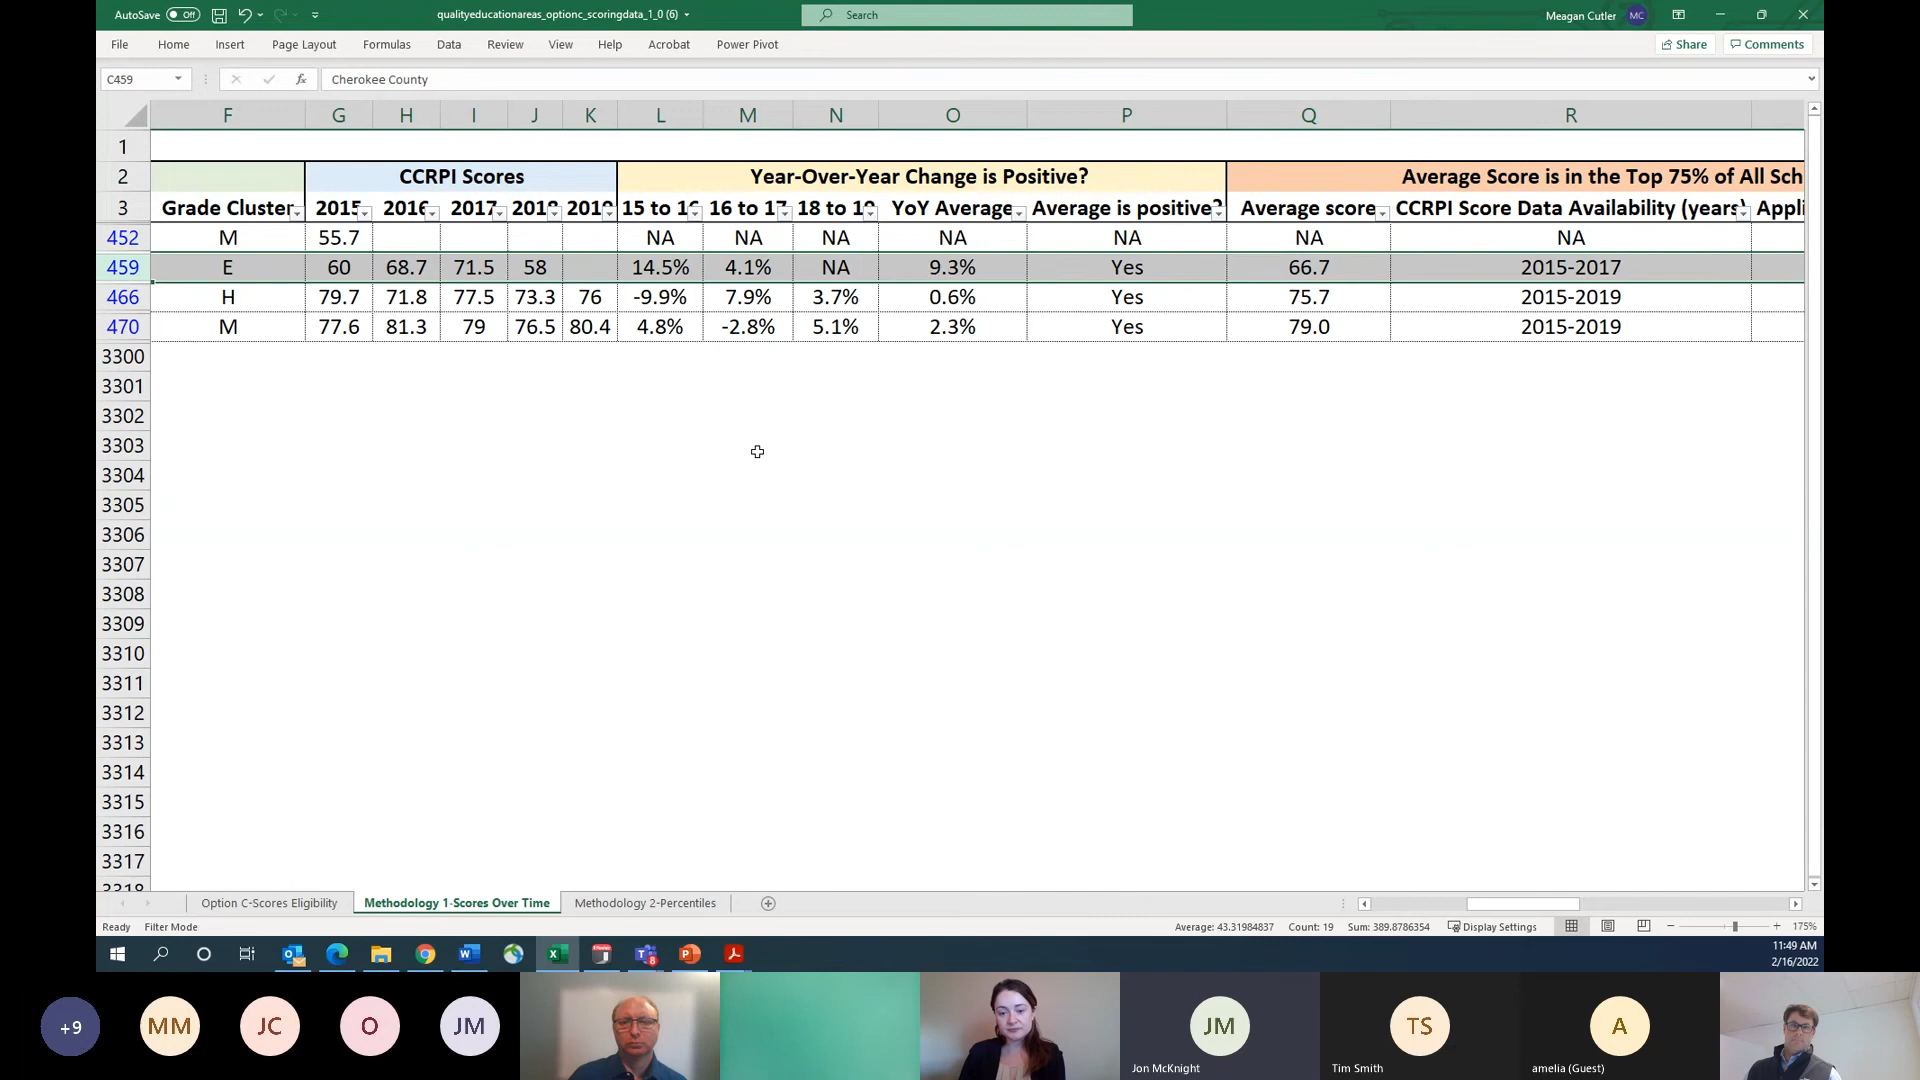 AutoSave Off qualityeducationareas_optionc_scoringdata_1_0 (6) Search Meagan Cutler MC
File Home Insert Page Layout Formulas Data Review View Help Acrobat Power Pivot Share Comments
C459 fx Cherokee County
F G H I J K L M N O P Q R
1
2 CCRPI Scores Year-Over-Year Change is Positive? Average Score is in the Top 75% of All Sch
3 Grade Cluster 2015 2016 2017 2018 2019 15 to 16 16 to 17 18 to 19 YoY Average Average is positive? Average score CCRPI Score Data Availability (years) Appli
452 M 55.7 NA NA NA NA NA NA NA
459 E 60 68.7 71.5 58 14.5% 4.1% NA 9.3% Yes 66.7 2015-2017
466 H 79.7 71.8 77.5 73.3 76 -9.9% 7.9% 3.7% 0.6% Yes 75.7 2015-2019
470 M 77.6 81.3 79 76.5 80.4 4.8% -2.8% 5.1% 2.3% Yes 79.0 2015-2019
3300
3301
3302
3303
3304
3305
3306
3307
3308
3309
3310
3311
3312
3313
3314
3315
3316
3317
3318
Option C-Scores Eligibility Methodology 1-Scores Over Time Methodology 2-Percentiles
Ready Filter Mode Average: 43.31984837 Count: 19 Sum: 389.8786354 Display Settings 175%
11:49 AM
2/16/2022
+9 MM JC O JM JM TS A
Jon McKnight Tim Smith amelia (Guest)